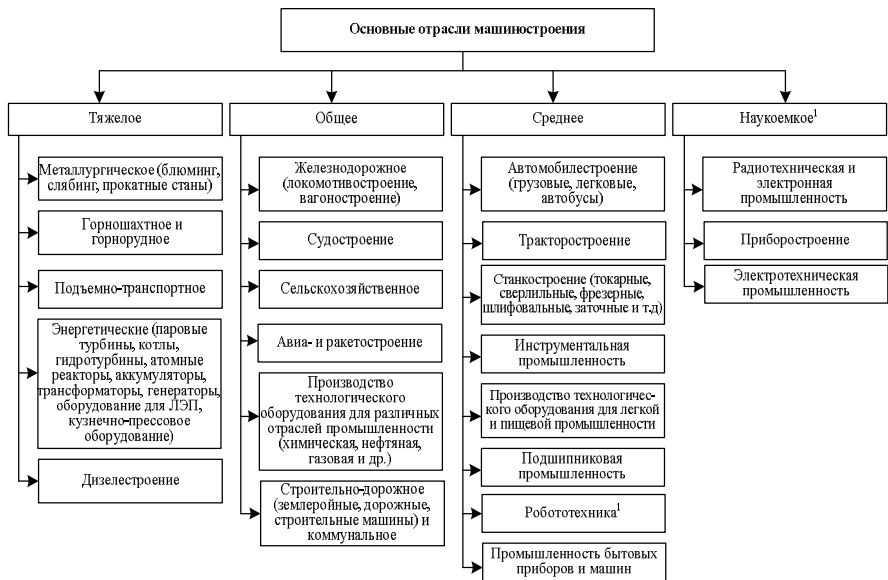 Основные отрасли машиностроения
Тяжелое
Металлургическое (блюминг,
слябинг, прокатные станы)
Горношахтное и
горнорудное
Подъемно-транспортное
Энергетические (паровые
турбины, котлы,
гидротурбины, атомные
реакторы, аккумуляторы,
трансформаторы, генераторы,
оборудование для ЛЭП,
кузнечно-прессовое
оборудование)
Дизелестроение
Общее
Железнодорожное
(локомотивостроение,
вагоностроение)
Судостроение
Сельскохозяйственное
Авиа- и ракетостроение
Производство
технологического
оборудования для различных
отраслей промышленности
(химическая, нефтяная,
газовая и др.)
Строительно-дорожное
(землеройные, дорожные,
строительные машины) и
коммунальное
Среднее
Автомобилестроение
(грузовые, легковые,
автобусы)
Тракторостроение
Станкостроение (токарные,
сверлильные, фрезерные,
шлифовальные, заточные и т.д)
Инструментальная
промышленность
Производство технологичес-
кого оборудования для легкой
и пищевой промышленности
Подшипниковая
промышленность
Робототехника¹
Промышленность бытовых
приборов и машин
Наукоемкое¹
Радиотехническая и
электронная
промышленность
Приборостроение
Электротехническая
промышленность